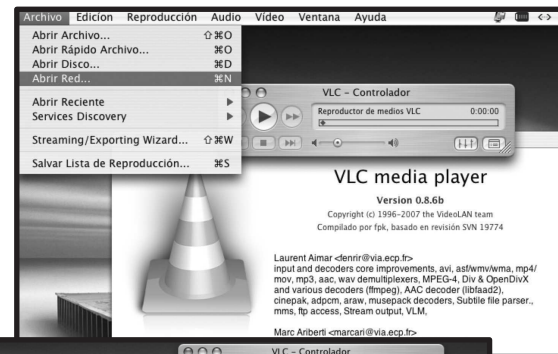 Archivo Edicíon Reproducción Audio Vídeo Ventana Ayuda
Abrir Archivo... ⇧⌘O
Abrir Rápido Archivo... ⌘O
Abrir Disco... ⌘D
Abrir Red... ⌘N
Abrir Reciente
Services Discovery
Streaming/Exporting Wizard... ⇧⌘W
Salvar Lista de Reproducción... ⌘S
VLC - Controlador
Reproductor de medios VLC 0:00:00
VLC media player
Version 0.8.6b
Copyright (c) 1996-2007 the VideoLAN team
Compilado por fpk, basado en revisión SVN 19774
Laurent Aimar <fenrir@via.ecp.fr>
input and decoders core improvements, avi, asf/wmv/wma, mp4/
mov, mp3, aac, wav demultiplexers, MPEG-4, Div & OpenDivX
and various decoders (ffmpeg), AAC decoder (libfaad2),
cinepak, adpcm, araw, musepack decoders, Subtile file parser.,
mms, ftp access, Stream output, VLM,
Marc Ariberti <marcari@via.ecp.fr>
VLC - Controlador